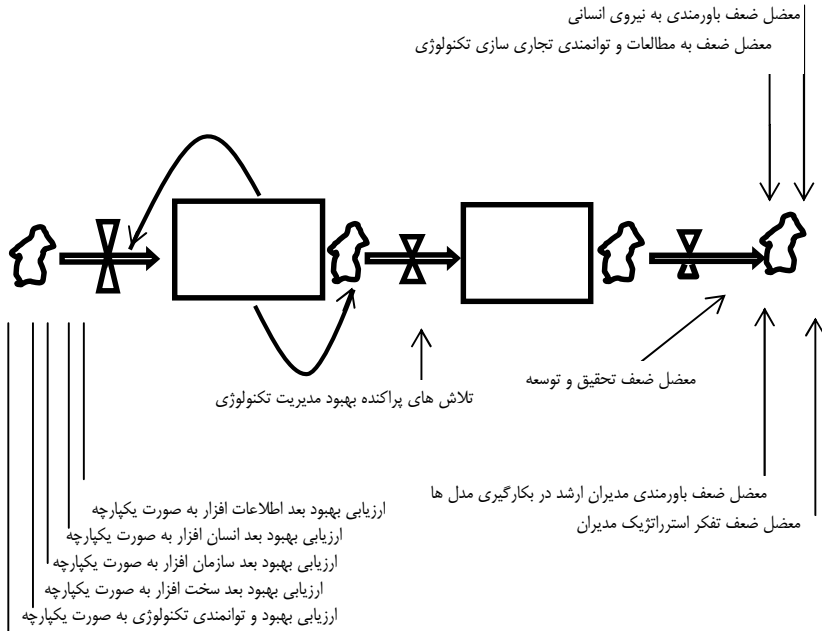 معضل ضعف باورمندی به نیروی انسانی
معضل ضعف به مطالعات و توانمندی تجاری سازی تکنولوژی
معضل ضعف تحقیق و توسعه
تلاش های پراکنده بهبود مدیریت تکنولوژی
معضل ضعف باورمندی مدیران ارشد در بکارگیری مدل ها
معضل ضعف تفکر استرراتژیک مدیران
ارزیابی بهبود بعد اطلاعات افزار به صورت یکپارچه
ارزیابی بهبود بعد انسان افزار به صورت یکپارچه
ارزیابی بهبود بعد سازمان افزار به صورت یکپارچه
ارزیابی بهبود بعد سخت افزار به صورت یکپارچه
ارزیابی بهبود و توانمندی تکنولوژی به صورت یکپارچه